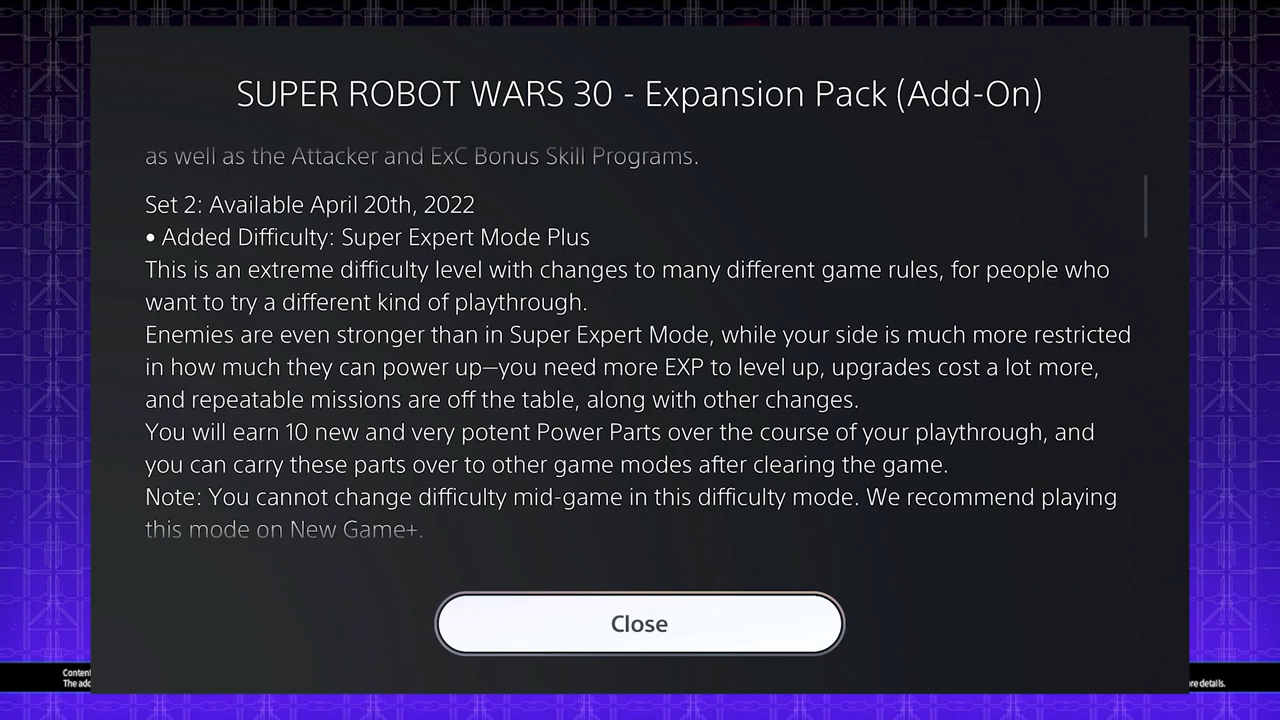 SUPER ROBOT WARS 30 - Expansion Pack (Add-On)
as well as the Attacker and ExC Bonus Skill Programs.
Set 2: Available April 20th, 2022
• Added Difficulty: Super Expert Mode Plus
This is an extreme difficulty level with changes to many different game rules, for people who
want to try a different kind of playthrough.
Enemies are even stronger than in Super Expert Mode, while your side is much more restricted
in how much they can power up—you need more EXP to level up, upgrades cost a lot more,
and repeatable missions are off the table, along with other changes.
You will earn 10 new and very potent Power Parts over the course of your playthrough, and
you can carry these parts over to other game modes after clearing the game.
Note: You cannot change difficulty mid-game in this difficulty mode. We recommend playing
this mode on New Game+.
Close
The
details.